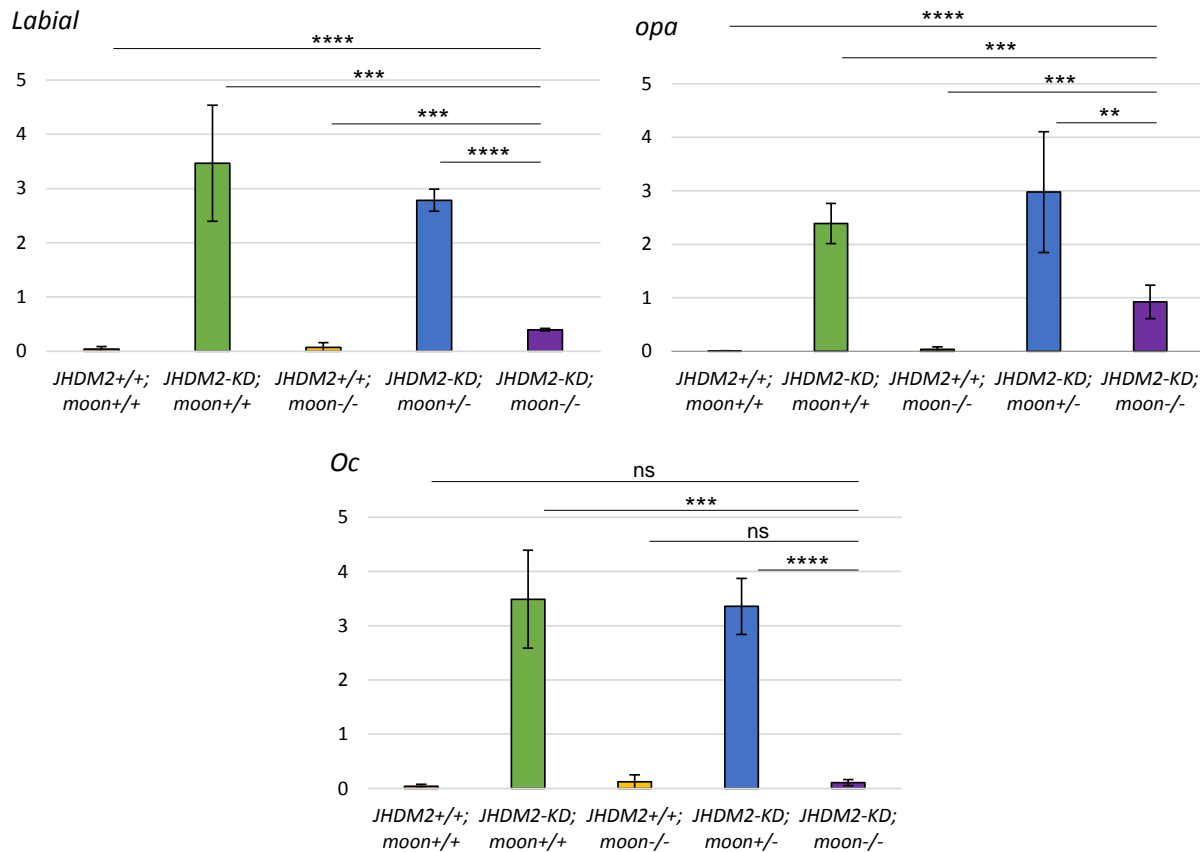 Labial
****
***
***
****
5
4
3
2
1
0
JHDM2+/+; JHDM2-KD; JHDM2+/+; JHDM2-KD; JHDM2-KD;
moon+/+ moon+/+ moon-/- moon+/- moon-/-
opa
****
***
***
**
5
4
3
2
1
0
JHDM2+/+; JHDM2-KD; JHDM2+/+; JHDM2-KD; JHDM2-KD;
moon+/+ moon+/+ moon-/- moon+/- moon-/-
Oc
ns
***
ns
****
5
4
3
2
1
0
JHDM2+/+; JHDM2-KD; JHDM2+/+; JHDM2-KD; JHDM2-KD;
moon+/+ moon+/+ moon-/- moon+/- moon-/-